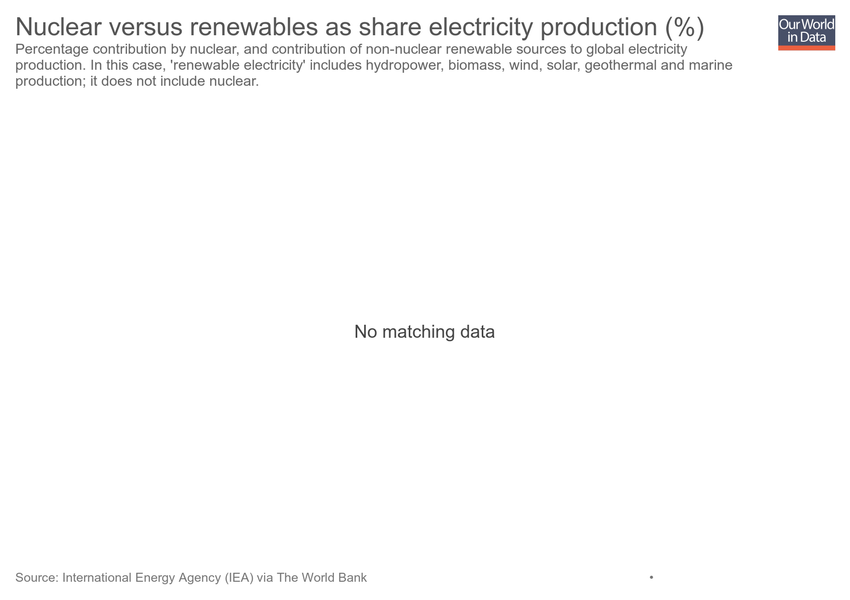 Nuclear versus renewables as share electricity production (%)
Our World
in Data
Percentage contribution by nuclear, and contribution of non-nuclear renewable sources to global electricity
production. In this case, 'renewable electricity' includes hydropower, biomass, wind, solar, geothermal and marine
production; it does not include nuclear.
No matching data
Source: International Energy Agency (IEA) via The World Bank
•